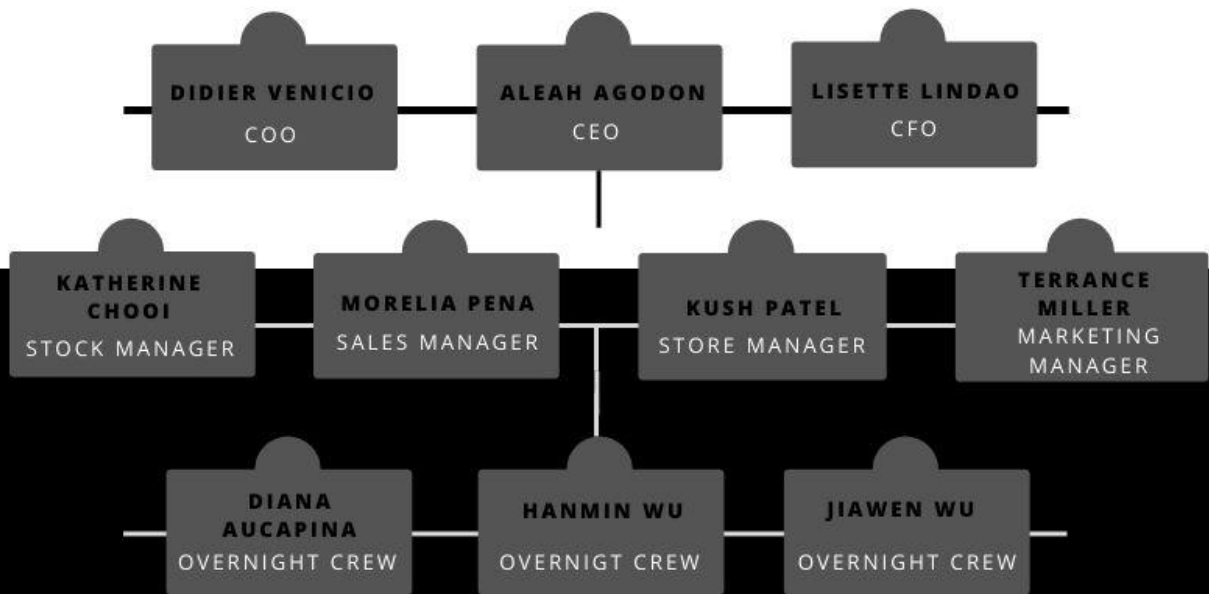 DIDIER VENICIO
COO
ALEAH AGODON
CEO
LISETTE LINDAO
CFO
KATHERINE
CHOOI
STOCK MANAGER
MORELIA PENA
SALES MANAGER
KUSH PATEL
STORE MANAGER
TERRANCE
MILLER
MARKETING
MANAGER
DIANA
AUCAPINA
OVERNIGHT CREW
HANMIN WU
OVERNIGT CREW
JIAWEN WU
OVERNIGHT CREW